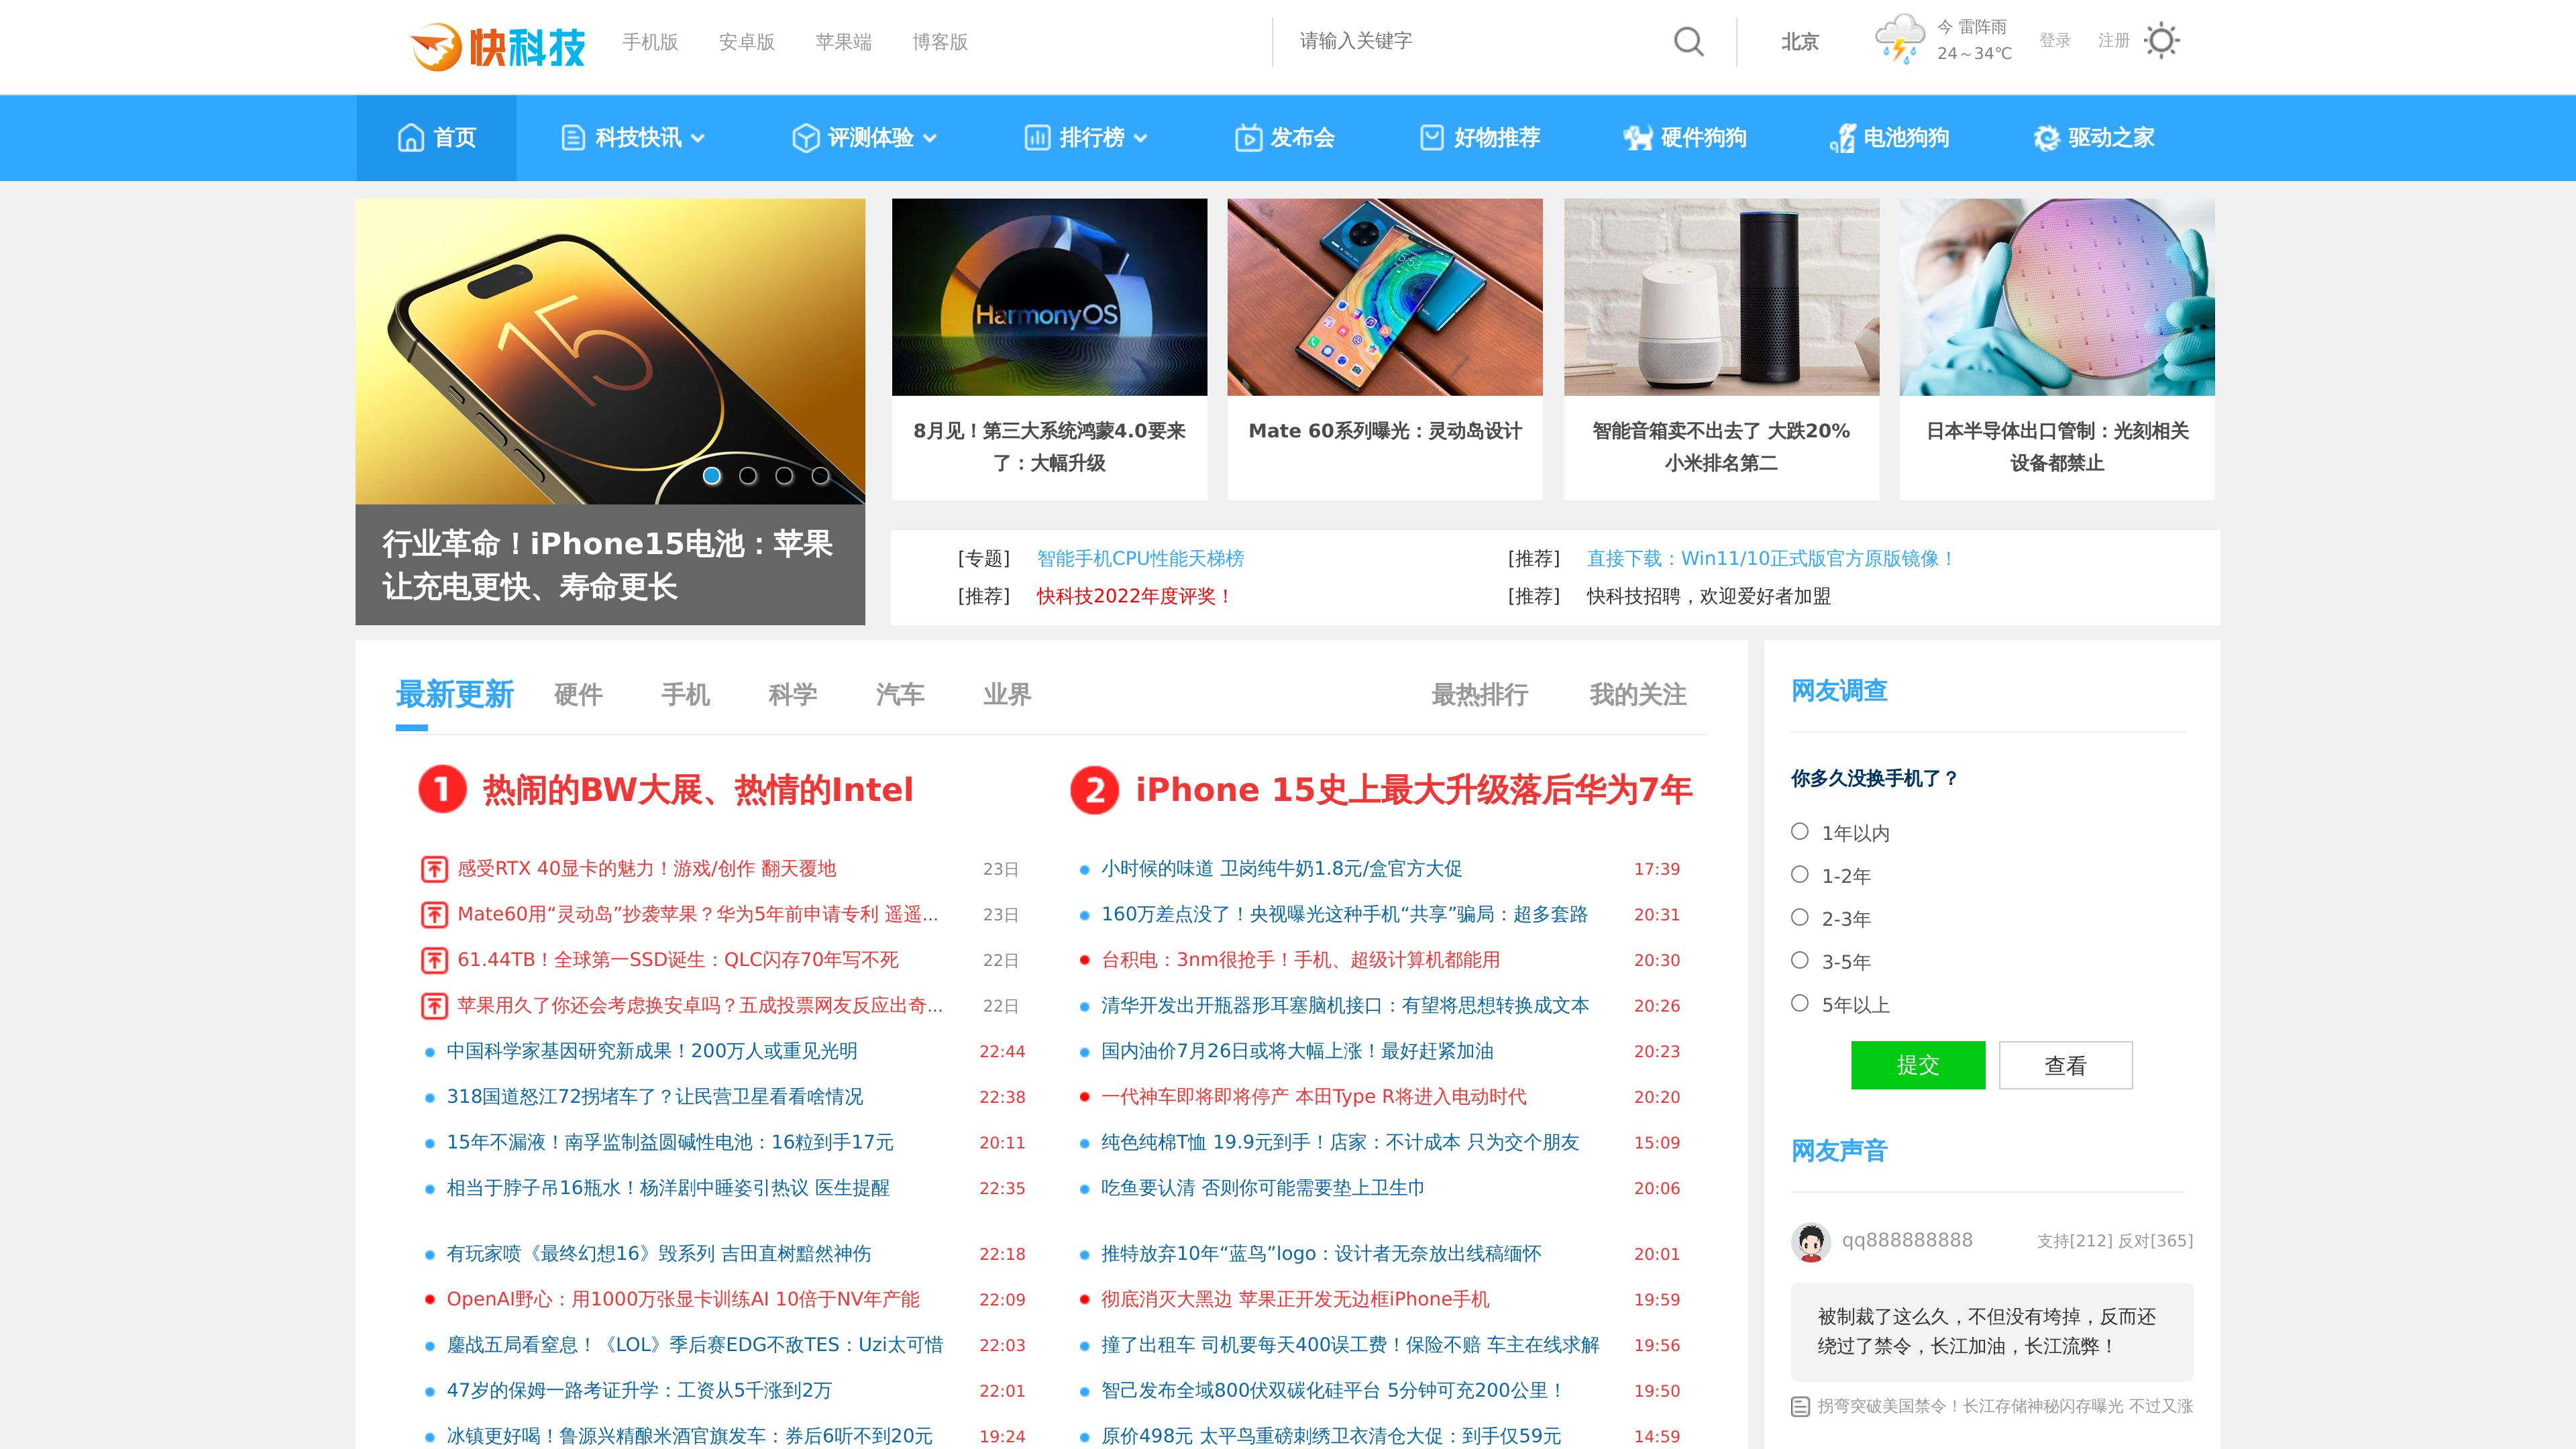 快科技 手机版 安卓版 苹果端 博客版 请输入关键字 北京 今 雷阵雨 24～34℃ 登录 注册
首页 科技快讯 评测体验 排行榜 发布会 好物推荐 硬件狗狗 电池狗狗 驱动之家
15
行业革命！iPhone15电池：苹果
让充电更快、寿命更长
HarmonyOS
8月见！第三大系统鸿蒙4.0要来
了：大幅升级
Mate 60系列曝光：灵动岛设计
智能音箱卖不出去了 大跌20%
小米排名第二
日本半导体出口管制：光刻相关
设备都禁止
[专题] 智能手机CPU性能天梯榜 [推荐] 直接下载：Win11/10正式版官方原版镜像！
[推荐] 快科技2022年度评奖！ [推荐] 快科技招聘，欢迎爱好者加盟
最新更新 硬件 手机 科学 汽车 业界 最热排行 我的关注
1 热闹的BW大展、热情的Intel
感受RTX 40显卡的魅力！游戏/创作 翻天覆地 23日
Mate60用“灵动岛”抄袭苹果？华为5年前申请专利 遥遥... 23日
61.44TB！全球第一SSD诞生：QLC闪存70年写不死 22日
苹果用久了你还会考虑换安卓吗？五成投票网友反应出奇... 22日
中国科学家基因研究新成果！200万人或重见光明 22:44
318国道怒江72拐堵车了？让民营卫星看看啥情况 22:38
15年不漏液！南孚监制益圆碱性电池：16粒到手17元 20:11
相当于脖子吊16瓶水！杨洋剧中睡姿引热议 医生提醒 22:35
有玩家喷《最终幻想16》毁系列 吉田直树黯然神伤 22:18
OpenAI野心：用1000万张显卡训练AI 10倍于NV年产能 22:09
鏖战五局看窒息！《LOL》季后赛EDG不敌TES：Uzi太可惜 22:03
47岁的保姆一路考证升学：工资从5千涨到2万 22:01
冰镇更好喝！鲁源兴精酿米酒官旗发车：券后6听不到20元 19:24
2 iPhone 15史上最大升级落后华为7年
小时候的味道 卫岗纯牛奶1.8元/盒官方大促 17:39
160万差点没了！央视曝光这种手机“共享”骗局：超多套路 20:31
台积电：3nm很抢手！手机、超级计算机都能用 20:30
清华开发出开瓶器形耳塞脑机接口：有望将思想转换成文本 20:26
国内油价7月26日或将大幅上涨！最好赶紧加油 20:23
一代神车即将即将停产 本田Type R将进入电动时代 20:20
纯色纯棉T恤 19.9元到手！店家：不计成本 只为交个朋友 15:09
吃鱼要认清 否则你可能需要垫上卫生巾 20:06
推特放弃10年“蓝鸟”logo：设计者无奈放出线稿缅怀 20:01
彻底消灭大黑边 苹果正开发无边框iPhone手机 19:59
撞了出租车 司机要每天400误工费！保险不赔 车主在线求解 19:56
智己发布全域800伏双碳化硅平台 5分钟可充200公里！ 19:50
原价498元 太平鸟重磅刺绣卫衣清仓大促：到手仅59元 14:59
网友调查
你多久没换手机了？
1年以内
1-2年
2-3年
3-5年
5年以上
提交 查看
网友声音
qq888888888 支持[212] 反对[365]
被制裁了这么久，不但没有垮掉，反而还
绕过了禁令，长江加油，长江流弊！
拐弯突破美国禁令！长江存储神秘闪存曝光 不过又涨